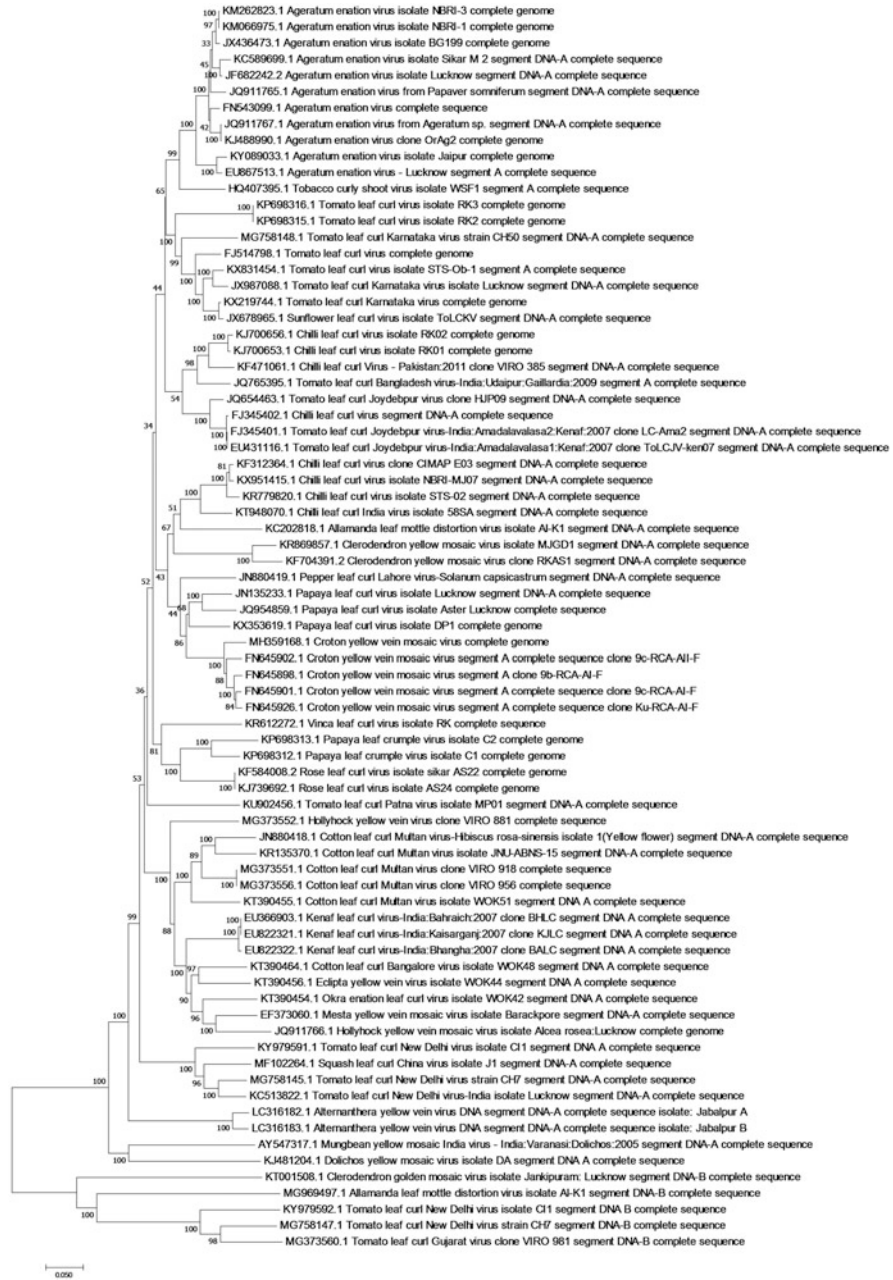 KM262823.1 Ageratum enation virus isolate NBRI-3 complete genome
KM066975.1 Ageratum enation virus isolate NBRI-1 complete genome
JX436473.1 Ageratum enation virus isolate BG199 complete genome
KC589699.1 Ageratum enation virus isolate Sikar M 2 segment DNA-A complete sequence
JF682242.2 Ageratum enation virus isolate Lucknow segment DNA-A complete sequence
JQ911765.1 Ageratum enation virus from Papaver somniferum segment DNA-A complete sequence
FN543099.1 Ageratum enation virus complete sequence
JQ911767.1 Ageratum enation virus from Ageratum sp. segment DNA-A complete sequence
KJ488990.1 Ageratum enation virus clone OrAg2 complete genome
KY089033.1 Ageratum enation virus isolate Jaipur complete genome
EU867513.1 Ageratum enation virus - Lucknow segment A complete sequence
HQ407395.1 Tobacco curly shoot virus isolate WSF1 segment A complete sequence
KP698316.1 Tomato leaf curl virus isolate RK3 complete genome
KP698315.1 Tomato leaf curl virus isolate RK2 complete genome
MG758148.1 Tomato leaf curl Karnataka virus strain CH50 segment DNA-A complete sequence
FJ514798.1 Tomato leaf curl virus complete genome
KX831454.1 Tomato leaf curl virus isolate STS-Ob-1 segment A complete sequence
JX987088.1 Tomato leaf curl Karnataka virus isolate Lucknow segment DNA-A complete sequence
KX219744.1 Tomato leaf curl Karnataka virus complete genome
JX678965.1 Sunflower leaf curl virus isolate ToLCKV segment DNA-A complete sequence
KJ700656.1 Chilli leaf curl virus isolate RK02 complete genome
KJ700653.1 Chilli leaf curl virus isolate RK01 complete genome
KF471061.1 Chilli leaf curl Virus - Pakistan:2011 clone VIRO 385 segment DNA-A complete sequence
JQ765395.1 Tomato leaf curl Bangladesh virus-India:Udaipur:Gaillardia:2009 segment A complete sequence
JQ654463.1 Tomato leaf curl Joydebpur virus clone HJP09 segment DNA-A complete sequence
FJ345402.1 Chilli leaf curl virus segment DNA-A complete sequence
FJ345401.1 Tomato leaf curl Joydebpur virus-India:Amadalavalasa2:Kenaf:2007 clone LC-Ama2 segment DNA-A complete sequence
EU431116.1 Tomato leaf curl Joydebpur virus-India:Amadalavalasa1:Kenaf:2007 clone ToLCJV-ken07 segment DNA-A complete sequence
KF312364.1 Chilli leaf curl virus clone CIMAP E03 segment DNA-A complete sequence
KX951415.1 Chilli leaf curl virus isolate NBRI-MJ07 segment DNA-A complete sequence
KR779820.1 Chilli leaf curl virus isolate STS-02 segment DNA-A complete sequence
KT948070.1 Chilli leaf curl India virus isolate 58SA segment DNA-A complete sequence
KC202818.1 Allamanda leaf mottle distortion virus isolate Al-K1 segment DNA-A complete sequence
KR869857.1 Clerodendron yellow mosaic virus isolate MJGD1 segment DNA-A complete sequence
KF704391.2 Clerodendron yellow mosaic virus clone RKAS1 segment DNA-A complete sequence
JN880419.1 Pepper leaf curl Lahore virus-Solanum capsicastrum segment DNA-A complete sequence
JN135233.1 Papaya leaf curl virus isolate Lucknow segment DNA-A complete sequence
JQ954859.1 Papaya leaf curl virus isolate Aster Lucknow complete sequence
KX353619.1 Papaya leaf curl virus isolate DP1 complete genome
MH359168.1 Croton yellow vein mosaic virus complete genome
FN645902.1 Croton yellow vein mosaic virus segment A complete sequence clone 9c-RCA-AII-F
FN645898.1 Croton yellow vein mosaic virus segment A clone 9b-RCA-AI-F
FN645901.1 Croton yellow vein mosaic virus segment A complete sequence clone 9c-RCA-AI-F
FN645926.1 Croton yellow vein mosaic virus segment A complete sequence clone Ku-RCA-AI-F
KR612272.1 Vinca leaf curl virus isolate RK complete sequence
KP698313.1 Papaya leaf crumple virus isolate C2 complete genome
KP698312.1 Papaya leaf crumple virus isolate C1 complete genome
KF584008.2 Rose leaf curl virus isolate sikar AS22 complete genome
KJ739692.1 Rose leaf curl virus isolate AS24 complete genome
KU902456.1 Tomato leaf curl Patna virus isolate MP01 segment DNA-A complete sequence
MG373552.1 Hollyhock yellow vein virus clone VIRO 881 complete sequence
JN880418.1 Cotton leaf curl Multan virus-Hibiscus rosa-sinensis isolate 1(Yellow flower) segment DNA-A complete sequence
KR135370.1 Cotton leaf curl Multan virus isolate JNU-ABNS-15 segment DNA-A complete sequence
MG373551.1 Cotton leaf curl Multan virus clone VIRO 918 complete sequence
MG373556.1 Cotton leaf curl Multan virus clone VIRO 956 complete sequence
KT390455.1 Cotton leaf curl Multan virus isolate WOK51 segment DNA A complete sequence
EU366903.1 Kenaf leaf curl virus-India:Bahraich:2007 clone BHLC segment DNA A complete sequence
EU822321.1 Kenaf leaf curl virus-India:Kaisarganj:2007 clone KJLC segment DNA-A complete sequence
EU822322.1 Kenaf leaf curl virus-India:Bhangha:2007 clone BALC segment DNA-A complete sequence
KT390464.1 Cotton leaf curl Bangalore virus isolate WOK48 segment DNA A complete sequence
KT390456.1 Eclipta yellow vein virus isolate WOK44 segment DNA A complete sequence
KT390454.1 Okra enation leaf curl virus isolate WOK42 segment DNA A complete sequence
EF373060.1 Mesta yellow vein mosaic virus isolate Barackpore segment DNA-A complete sequence
JQ911766.1 Hollyhock yellow vein mosaic virus isolate Alcea rosea:Lucknow complete genome
KY979591.1 Tomato leaf curl New Delhi virus isolate CI1 segment DNA A complete sequence
MF102264.1 Squash leaf curl China virus isolate J1 segment DNA-A complete sequence
MG758145.1 Tomato leaf curl New Delhi virus strain CH7 segment DNA-A complete sequence
KC513822.1 Tomato leaf curl New Delhi virus-India isolate Lucknow segment DNA-A complete sequence
LC316182.1 Alternanthera yellow vein virus DNA segment DNA-A complete sequence isolate: Jabalpur A
LC316183.1 Alternanthera yellow vein virus DNA segment DNA-A complete sequence isolate: Jabalpur B
AY547317.1 Mungbean yellow mosaic India virus - India:Varanasi:Dolichos:2005 segment DNA-A complete sequence
KJ481204.1 Dolichos yellow mosaic virus isolate DA segment DNA A complete sequence
KT001508.1 Clerodendron golden mosaic virus isolate Jankipuram: Lucknow segment DNA-B complete sequence
MG969497.1 Allamanda leaf mottle distortion virus isolate Al-K1 segment DNA-B complete sequence
KY979592.1 Tomato leaf curl New Delhi virus isolate CI1 segment DNA B complete sequence
MG758147.1 Tomato leaf curl New Delhi virus strain CH7 segment DNA-B complete sequence
MG373560.1 Tomato leaf curl Gujarat virus clone VIRO 981 segment DNA-B complete sequence
0.050